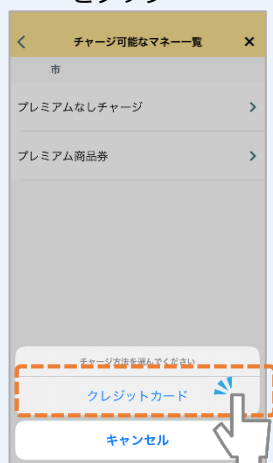 チャージ可能なマネー一覧
市
プレミアムなしチャージ
プレミアム商品券
チャージ方法を選んでください
クレジットカード
キャンセル